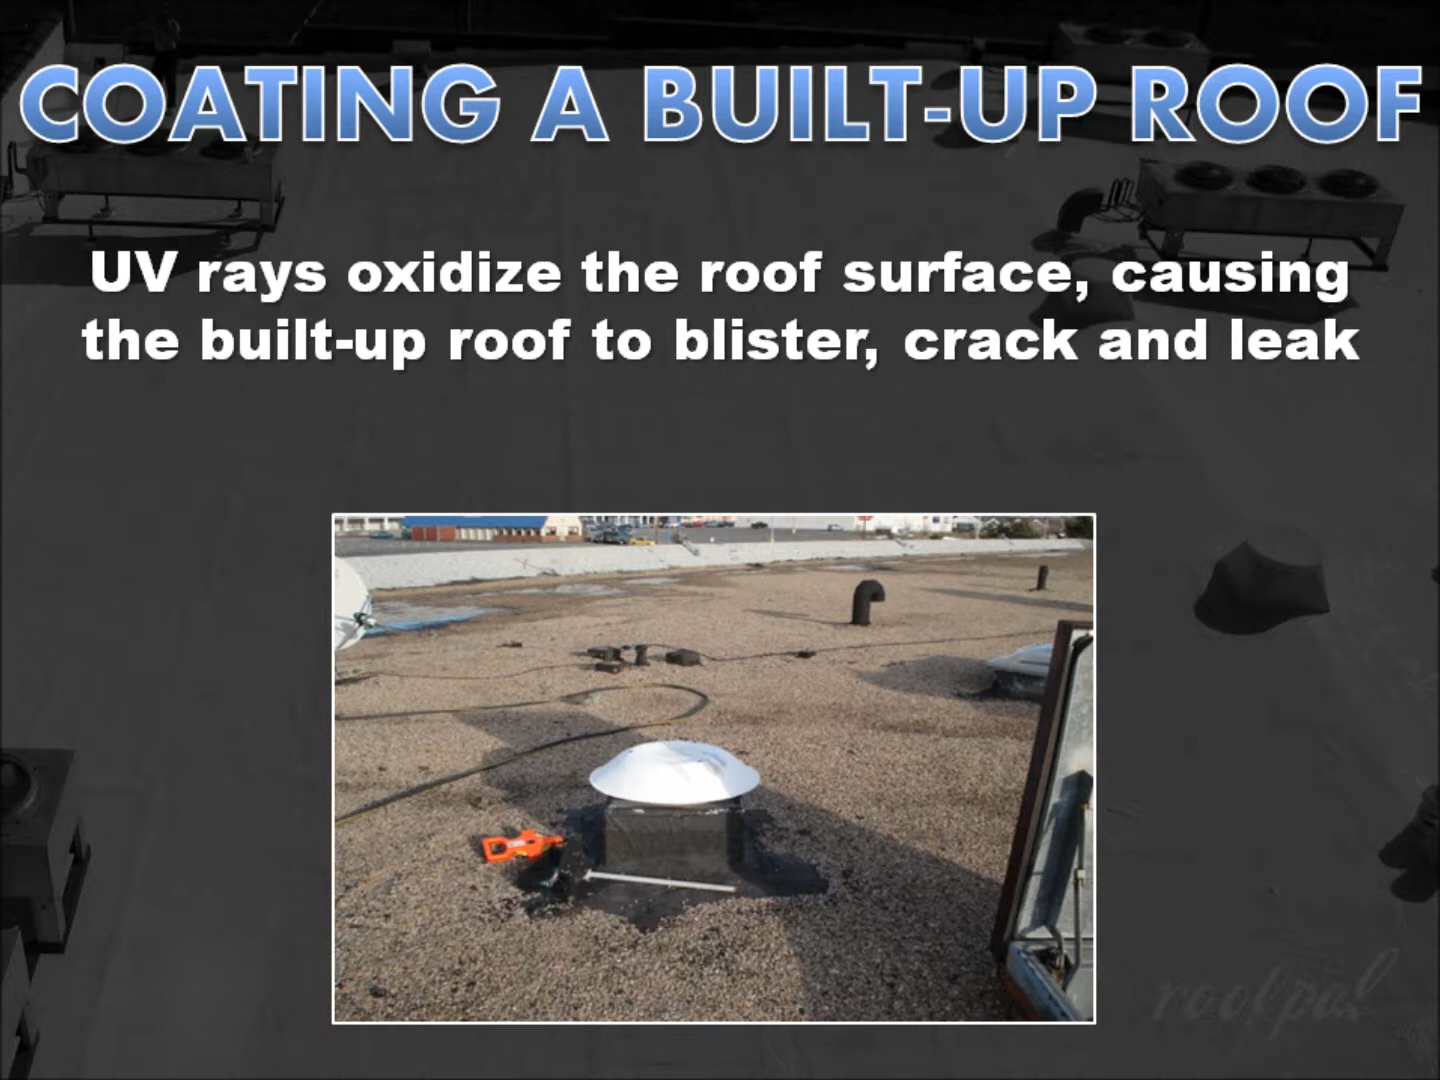 COATING A BUILT-UP ROOF
UV rays oxidize the roof surface, causing
the built-up roof to blister, crack and leak
roofpal